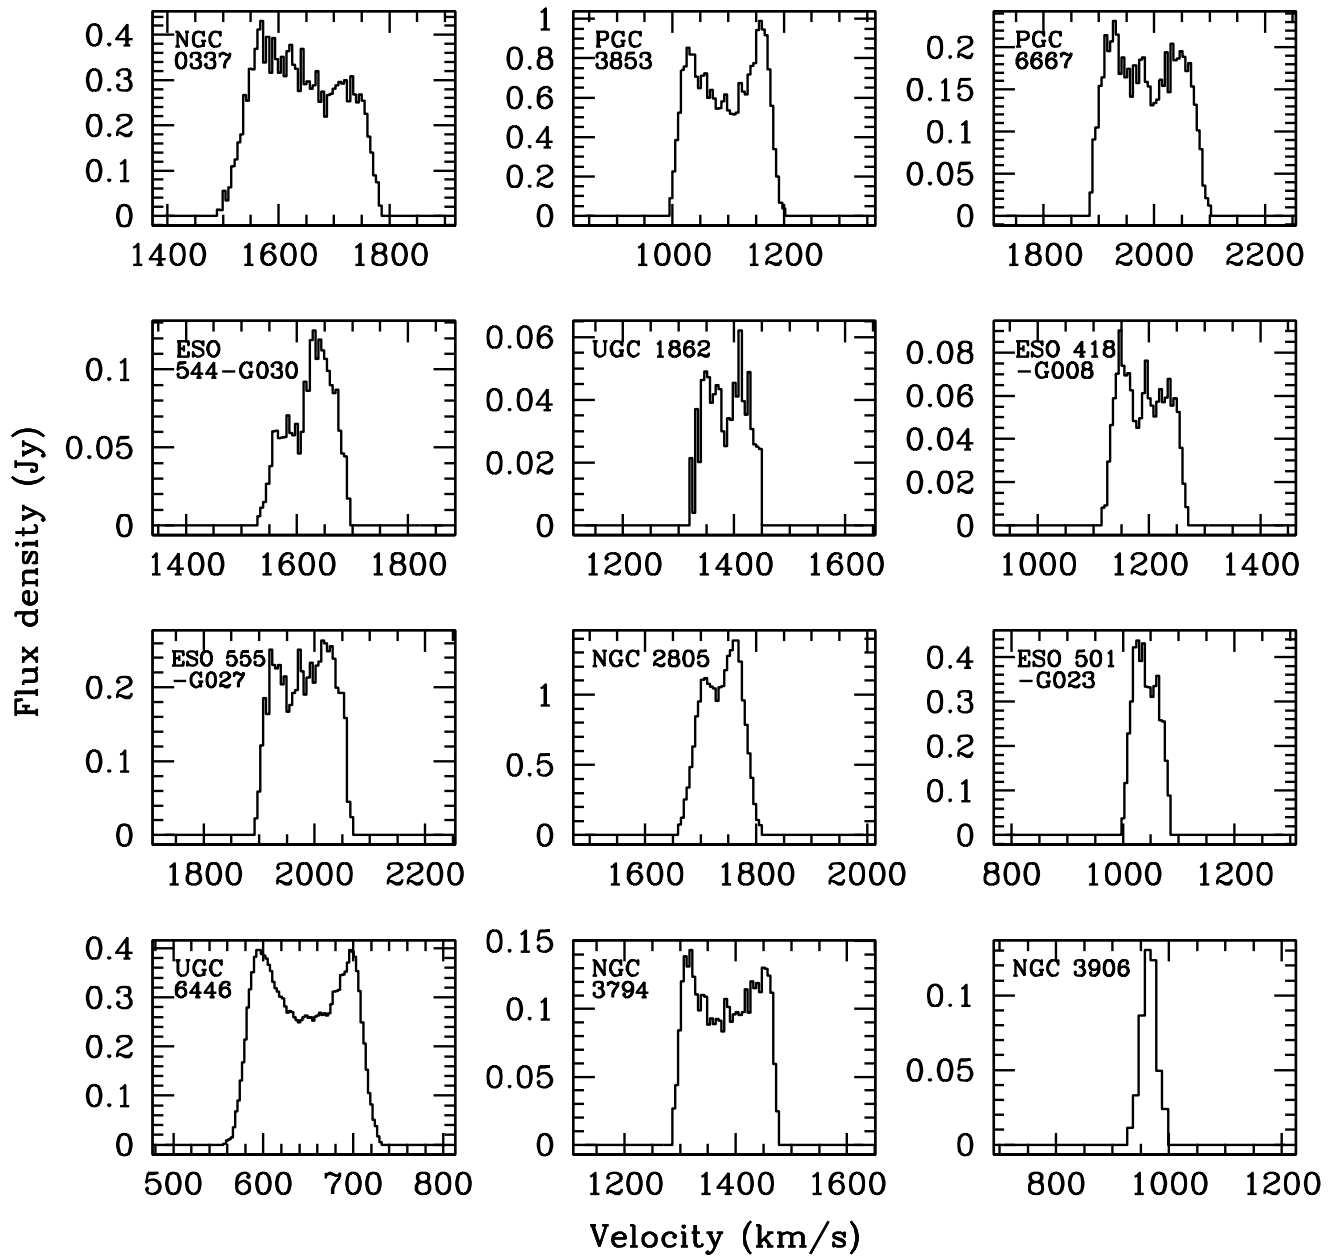 NGC
0337
0.4
0.3
0.2
0.1
0
1400 1600 1800
PGC
3853
1
0.8
0.6
0.4
0.2
0
1000 1200
PGC
6667
0.2
0.15
0.1
0.05
0
1800 2000 2200
ESO
544-G030
0.1
0.05
0
1400 1600 1800
UGC 1862
0.06
0.04
0.02
0
1200 1400 1600
ESO 418
-G008
0.08
0.06
0.04
0.02
0
1000 1200 1400
ESO 555
-G027
0.2
0.1
0
1800 2000 2200
NGC 2805
1
0.5
0
1600 1800 2000
ESO 501
-G023
0.4
0.3
0.2
0.1
0
800 1000 1200
UGC
6446
0.4
0.3
0.2
0.1
0
500 600 700 800
NGC
3794
0.15
0.1
0.05
0
1200 1400 1600
NGC 3906
0.1
0.05
0
800 1000 1200
Flux density (Jy)
Velocity (km/s)